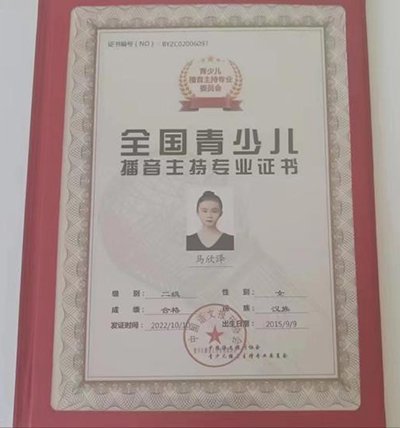 证书编号（NO）：BYZC02006097
青少儿
播音主持专业
委员会
全国青少儿
播音主持专业证书
马欣泽
级 别： 二级 性 别： 女
成 绩： 合格 民 族： 汉族
发证时间： 2022/10/10 出生日期： 2015/9/9